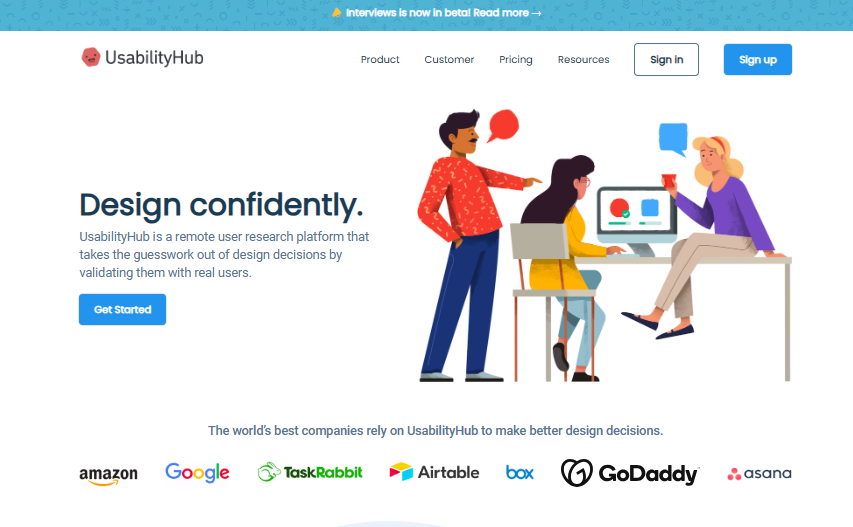 Interviews is now in beta! Read more →
UsabilityHub
Product Customer Pricing Resources Sign in Sign up
Design confidently.
UsabilityHub is a remote user research platform that
takes the guesswork out of design decisions by
validating them with real users.
Get Started
The world's best companies rely on UsabilityHub to make better design decisions.
amazon Google TaskRabbit Airtable box GoDaddy asana